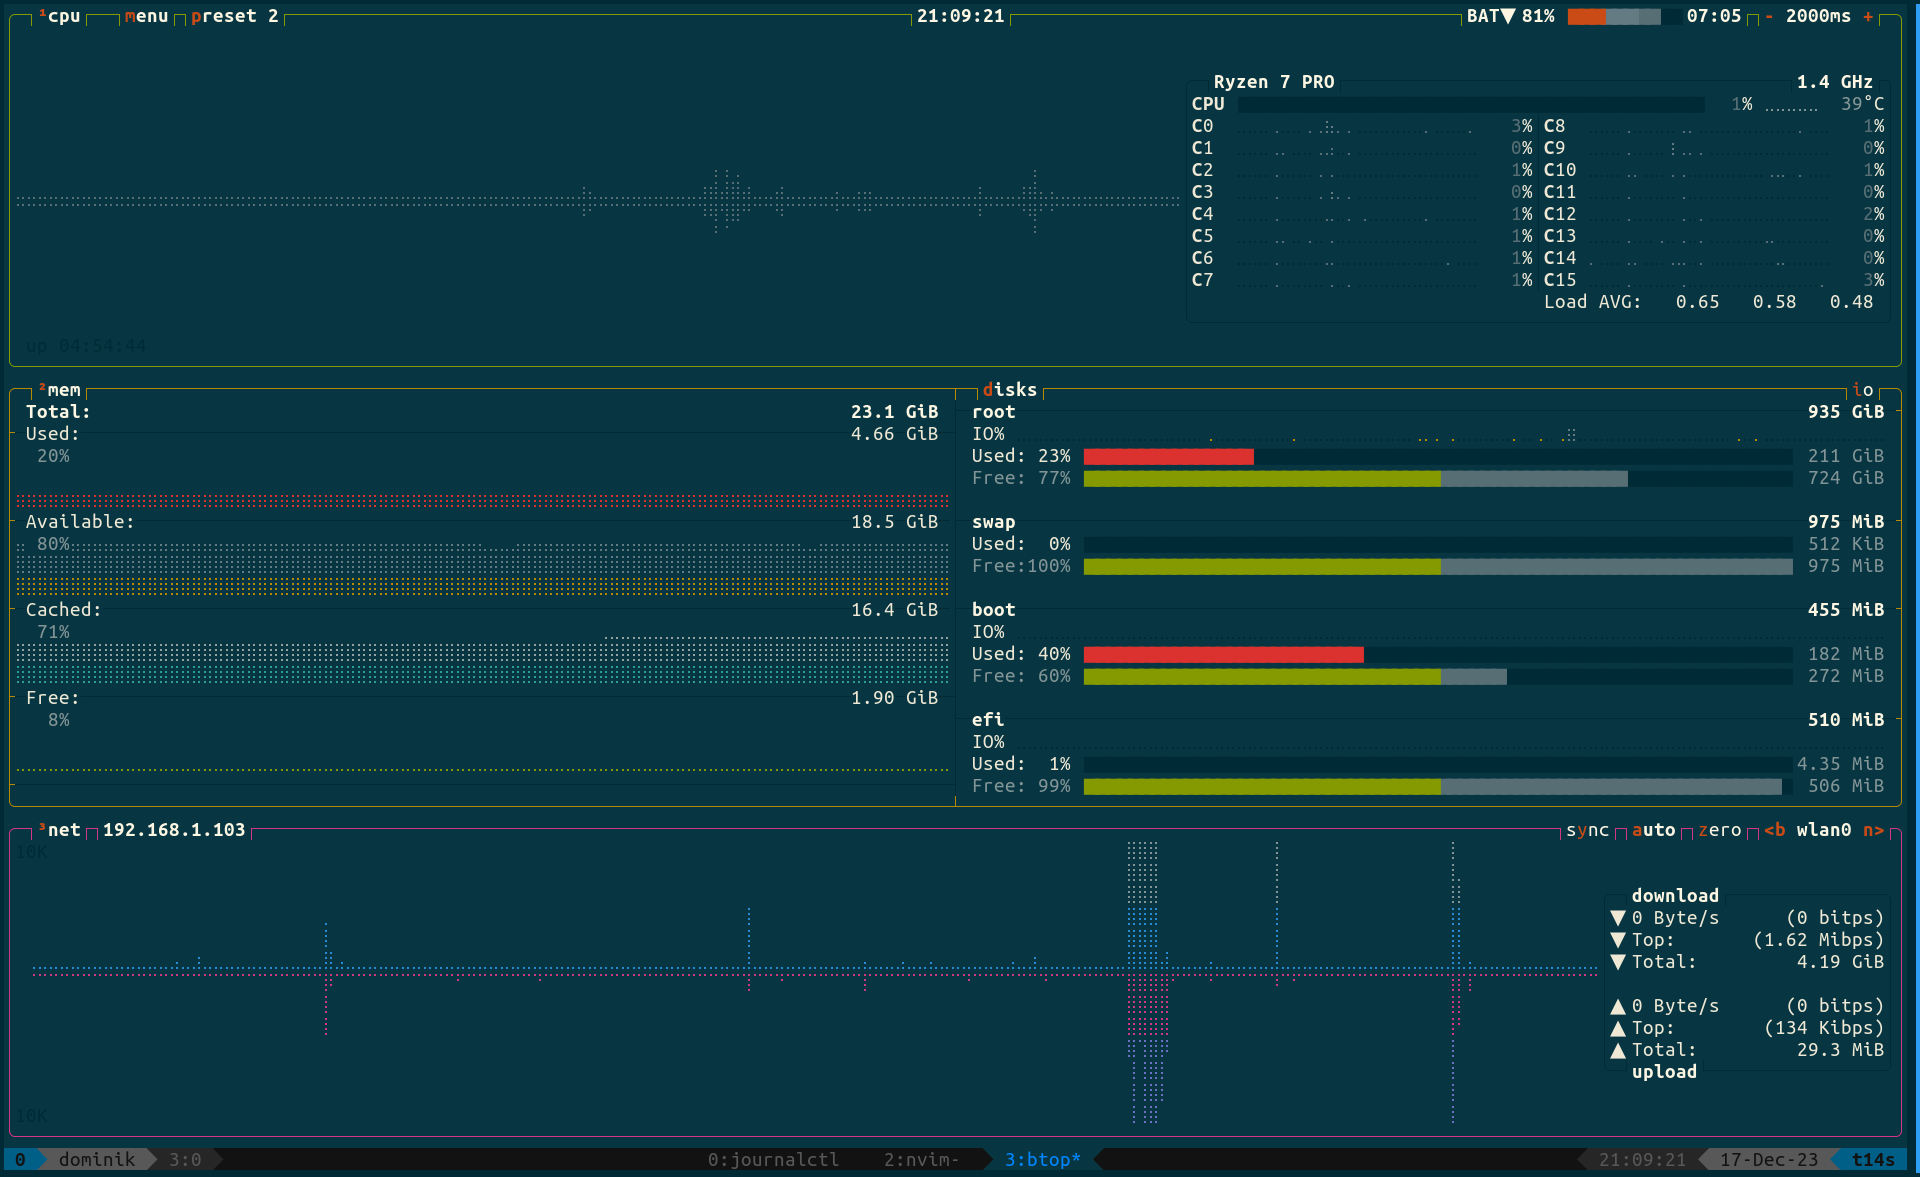 ¹cpu menu preset 2 21:09:21 BAT▼ 81% 07:05 - 2000ms +
Ryzen 7 PRO 1.4 GHz
CPU 1% 39°C
C0 3% C8 1%
C1 0% C9 0%
C2 1% C10 1%
C3 0% C11 0%
C4 1% C12 2%
C5 1% C13 0%
C6 1% C14 0%
C7 1% C15 3%
Load AVG: 0.65 0.58 0.48
up 04:54:44
²mem
Total: 23.1 GiB
Used: 4.66 GiB
20%
Available: 18.5 GiB
80%
Cached: 16.4 GiB
71%
Free: 1.90 GiB
8%
disks io
root 935 GiB
IO%
Used: 23% 211 GiB
Free: 77% 724 GiB
swap 975 MiB
Used: 0% 512 KiB
Free:100% 975 MiB
boot 455 MiB
IO%
Used: 40% 182 MiB
Free: 60% 272 MiB
efi 510 MiB
IO%
Used: 1% 4.35 MiB
Free: 99% 506 MiB
³net 192.168.1.103 sync auto zero <b wlan0 n>
10K
download
▼ 0 Byte/s (0 bitps)
▼ Top: (1.62 Mibps)
▼ Total: 4.19 GiB
▲ 0 Byte/s (0 bitps)
▲ Top: (134 Kibps)
▲ Total: 29.3 MiB
upload
10K
0 dominik 3:0 0:journalctl 2:nvim- 3:btop* 21:09:21 17-Dec-23 t14s